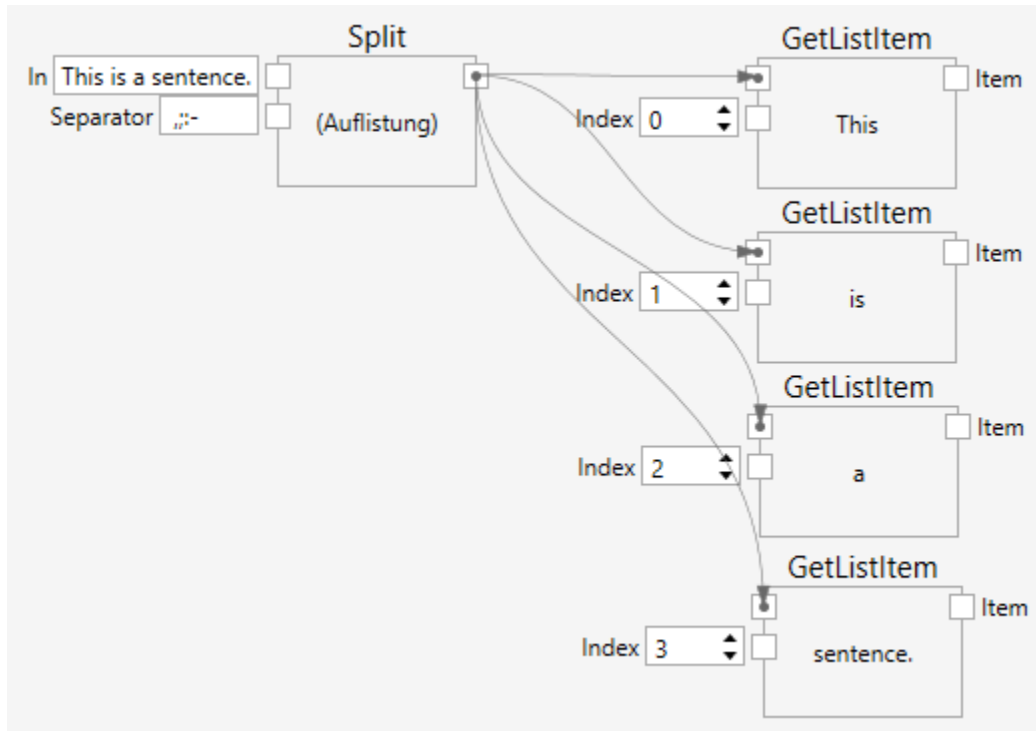 Split
In This is a sentence.
Separator ,;:-
(Auflistung)
GetListItem
Item
Index 0
This
GetListItem
Item
Index 1
is
GetListItem
Item
Index 2
a
GetListItem
Item
Index 3
sentence.